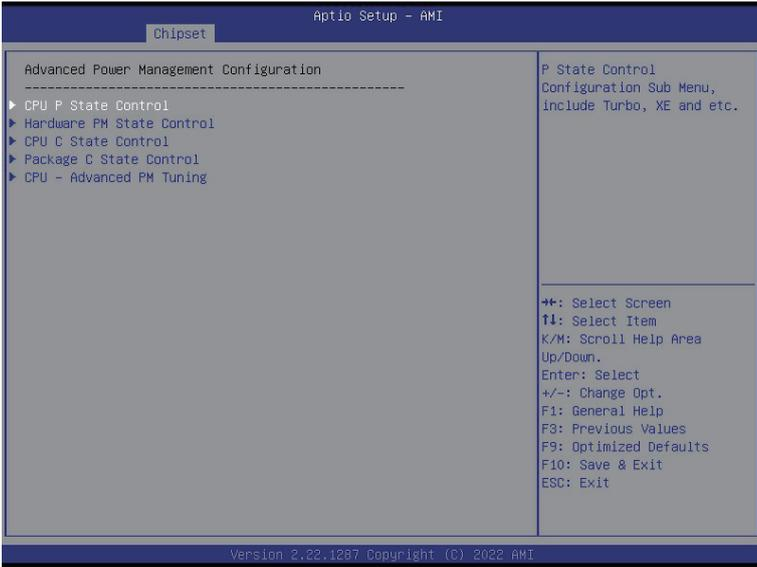 Aptio Setup – AMI
Chipset
Advanced Power Management Configuration
------------------------------------------------
CPU P State Control
Hardware PM State Control
CPU C State Control
Package C State Control
CPU – Advanced PM Tuning
P State Control
Configuration Sub Menu,
include Turbo, XE and etc.
→←: Select Screen
↑↓: Select Item
K/M: Scroll Help Area
Up/Down.
Enter: Select
+/-: Change Opt.
F1: General Help
F3: Previous Values
F9: Optimized Defaults
F10: Save & Exit
ESC: Exit
Version 2.22.1287 Copyright (C) 2022 AMI